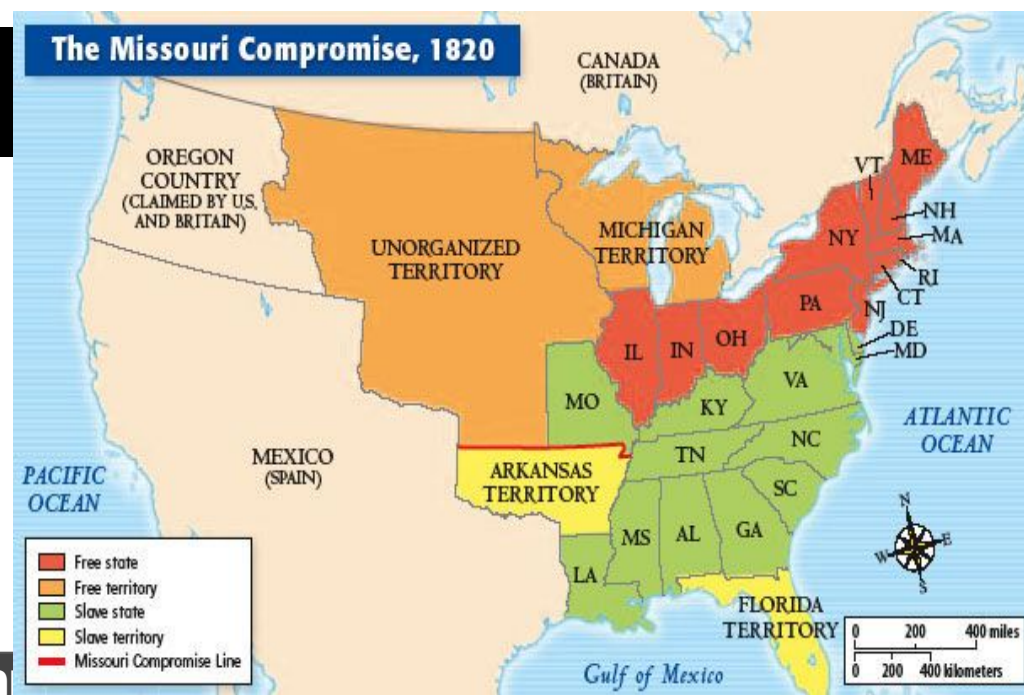 The Missouri Compromise, 1820
CANADA
(BRITAIN)
OREGON
COUNTRY
(CLAIMED BY U.S.
AND BRITAIN)
UNORGANIZED
TERRITORY
MICHIGAN
TERRITORY
VT
ME
NH
MA
NY
RI
CT
PA
NJ
DE
MD
IL
IN
OH
MO
KY
VA
ATLANTIC
OCEAN
NC
TN
SC
MEXICO
(SPAIN)
ARKANSAS
TERRITORY
PACIFIC
OCEAN
MS
AL
GA
LA
FLORIDA
TERRITORY
Gulf of Mexico
N
W
E
S
Free state
Free territory
Slave state
Slave territory
Missouri Compromise Line
0 200 400 miles
0 200 400 kilometers